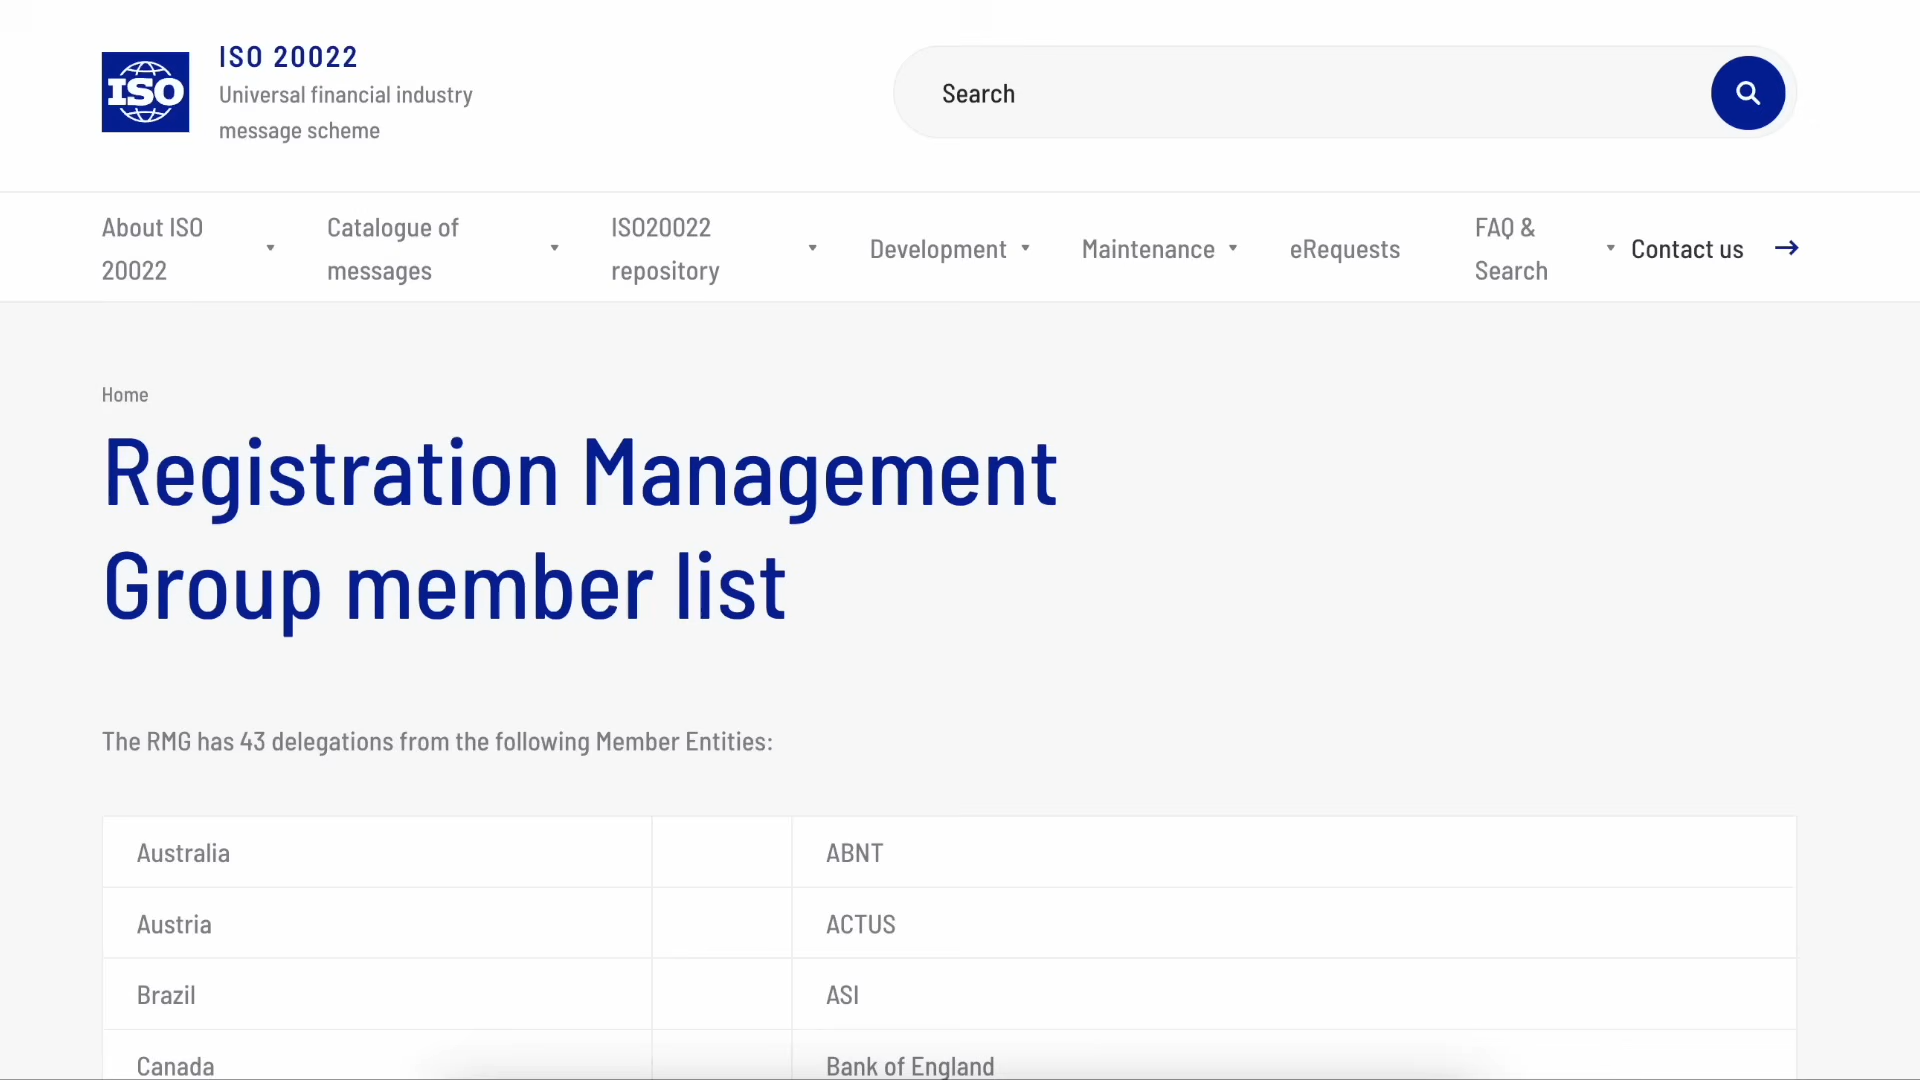 ISO
ISO 20022
Universal financial industry
message scheme
Search
About ISO
20022
Catalogue of
messages
ISO20022
repository
Development
Maintenance
eRequests
FAQ &
Search
Contact us
Home
Registration Management
Group member list
The RMG has 43 delegations from the following Member Entities:
Australia
ABNT
Austria
ACTUS
Brazil
ASI
Canada
Bank of England